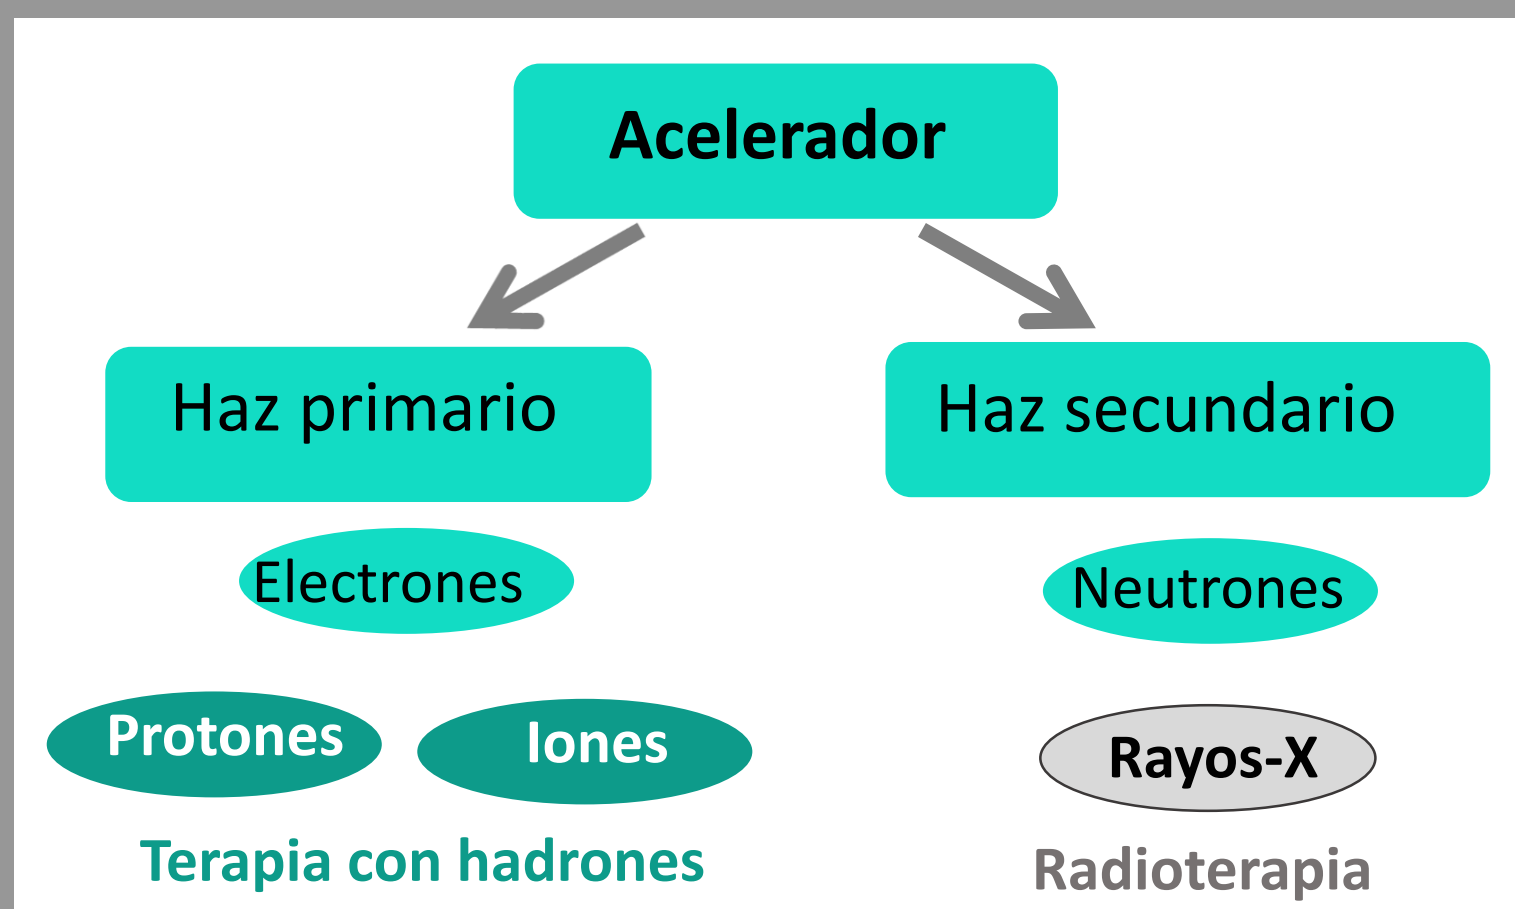 Acelerador
Haz primario
Haz secundario
Electrones
Neutrones
Protones
Iones
Rayos-X
Terapia con hadrones
Radioterapia